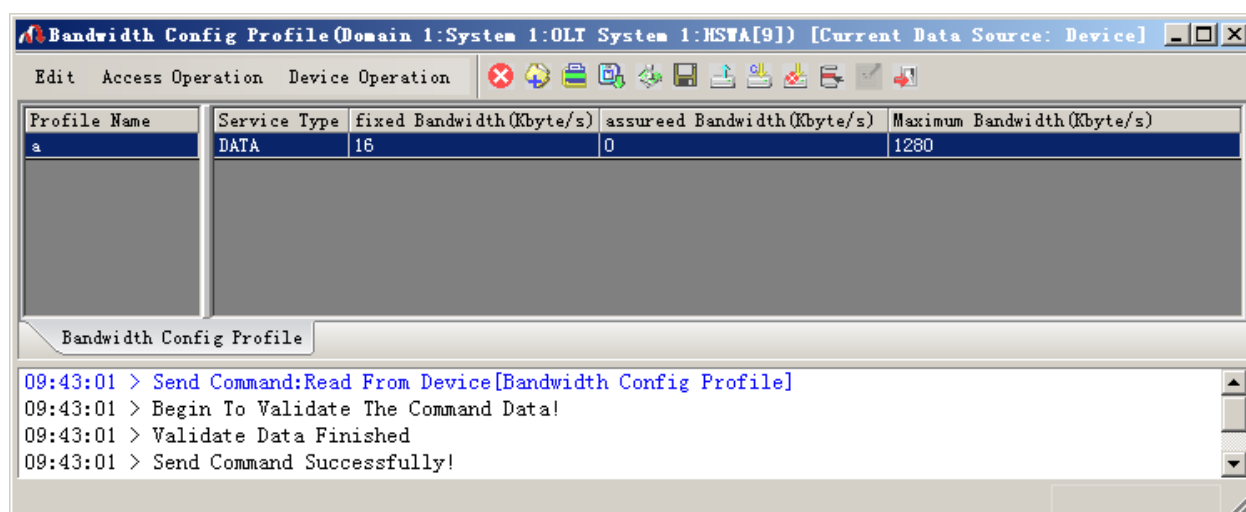 Bandwidth Config Profile(Domain 1:System 1:OLT System 1:HSWA[9]) [Current Data Source: Device]
Edit Access Operation Device Operation
Profile Name Service Type fixed Bandwidth(Kbyte/s) assureed Bandwidth(Kbyte/s) Maximum Bandwidth(Kbyte/s)
a DATA 16 0 1280
Bandwidth Config Profile
09:43:01 > Send Command:Read From Device[Bandwidth Config Profile]
09:43:01 > Begin To Validate The Command Data!
09:43:01 > Validate Data Finished
09:43:01 > Send Command Successfully!